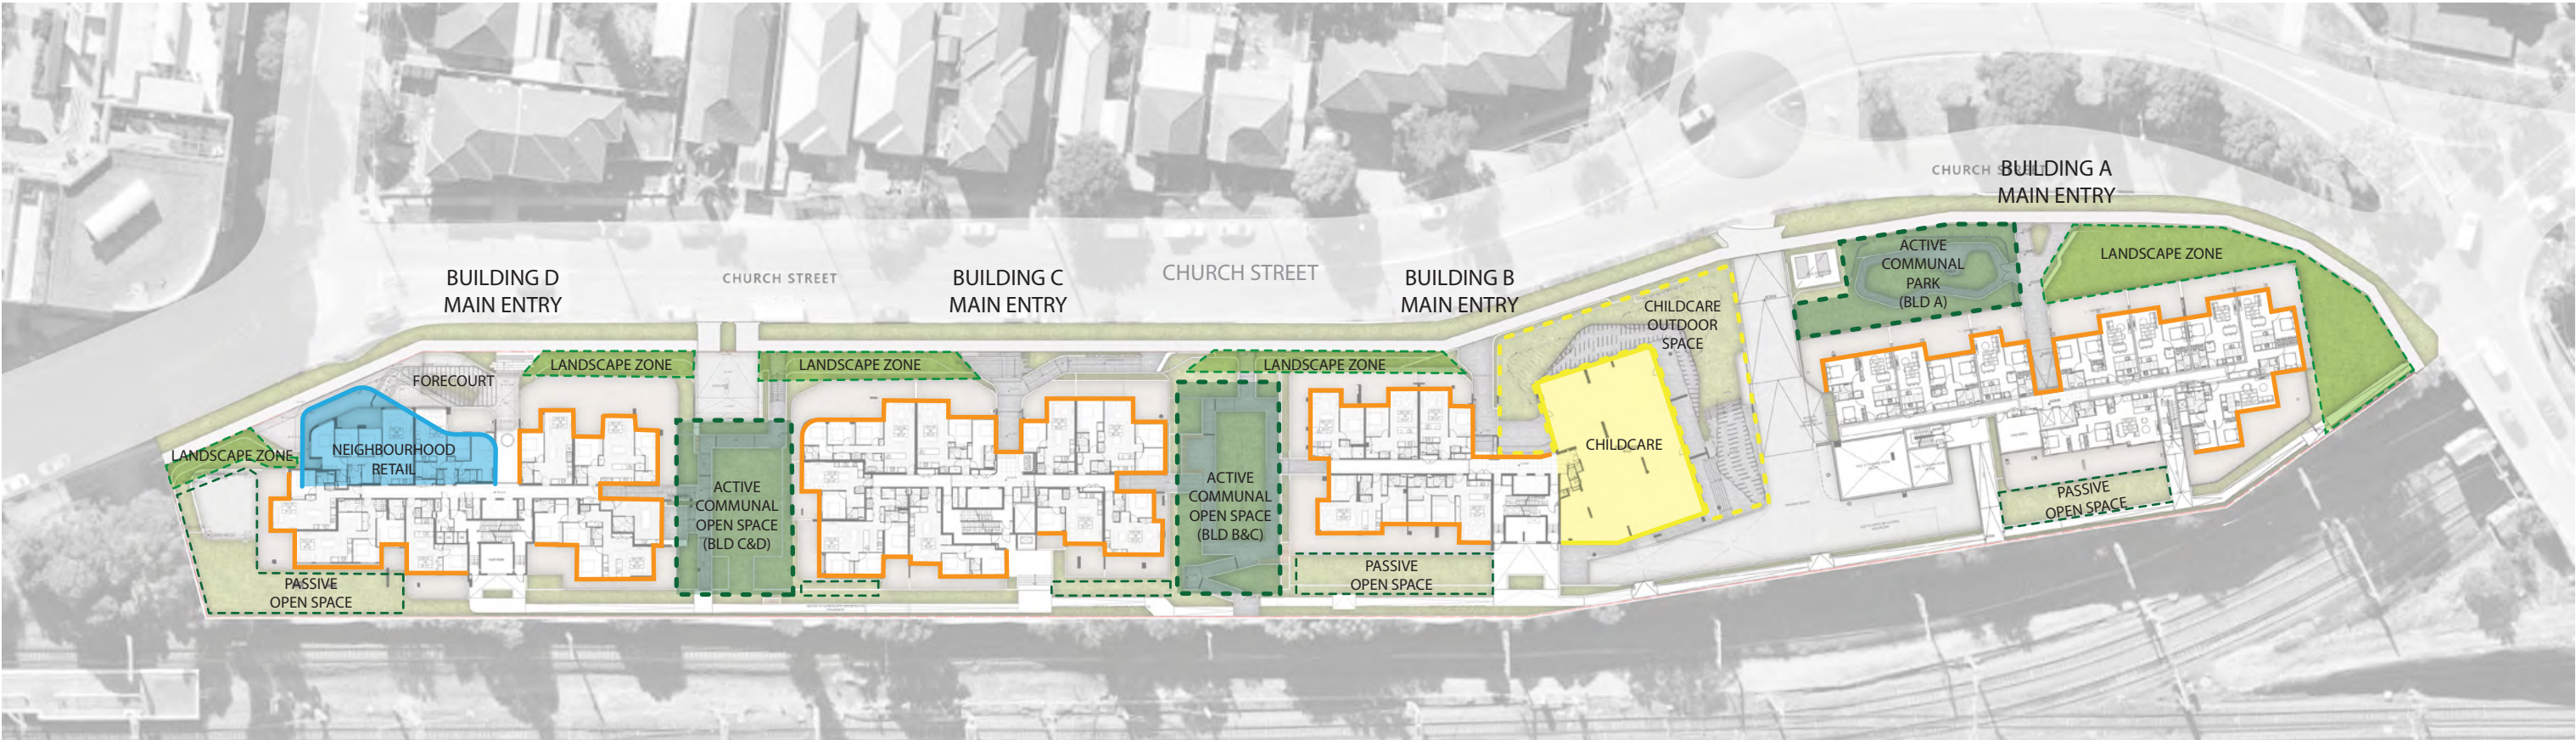 CHURCH STREET
BUILDING A
MAIN ENTRY
BUILDING D
MAIN ENTRY
CHURCH STREET
BUILDING C
MAIN ENTRY
CHURCH STREET
BUILDING B
MAIN ENTRY
ACTIVE
COMMUNAL
PARK
(BLD A)
LANDSCAPE ZONE
CHILDCARE
OUTDOOR
SPACE
FORECOURT
LANDSCAPE ZONE
LANDSCAPE ZONE
LANDSCAPE ZONE
LANDSCAPE ZONE
NEIGHBOURHOOD
RETAIL
CHILDCARE
ACTIVE
COMMUNAL
OPEN SPACE
(BLD C&D)
ACTIVE
COMMUNAL
OPEN SPACE
(BLD B&C)
PASSIVE
OPEN SPACE
PASSIVE
OPEN SPACE
PASSIVE
OPEN SPACE